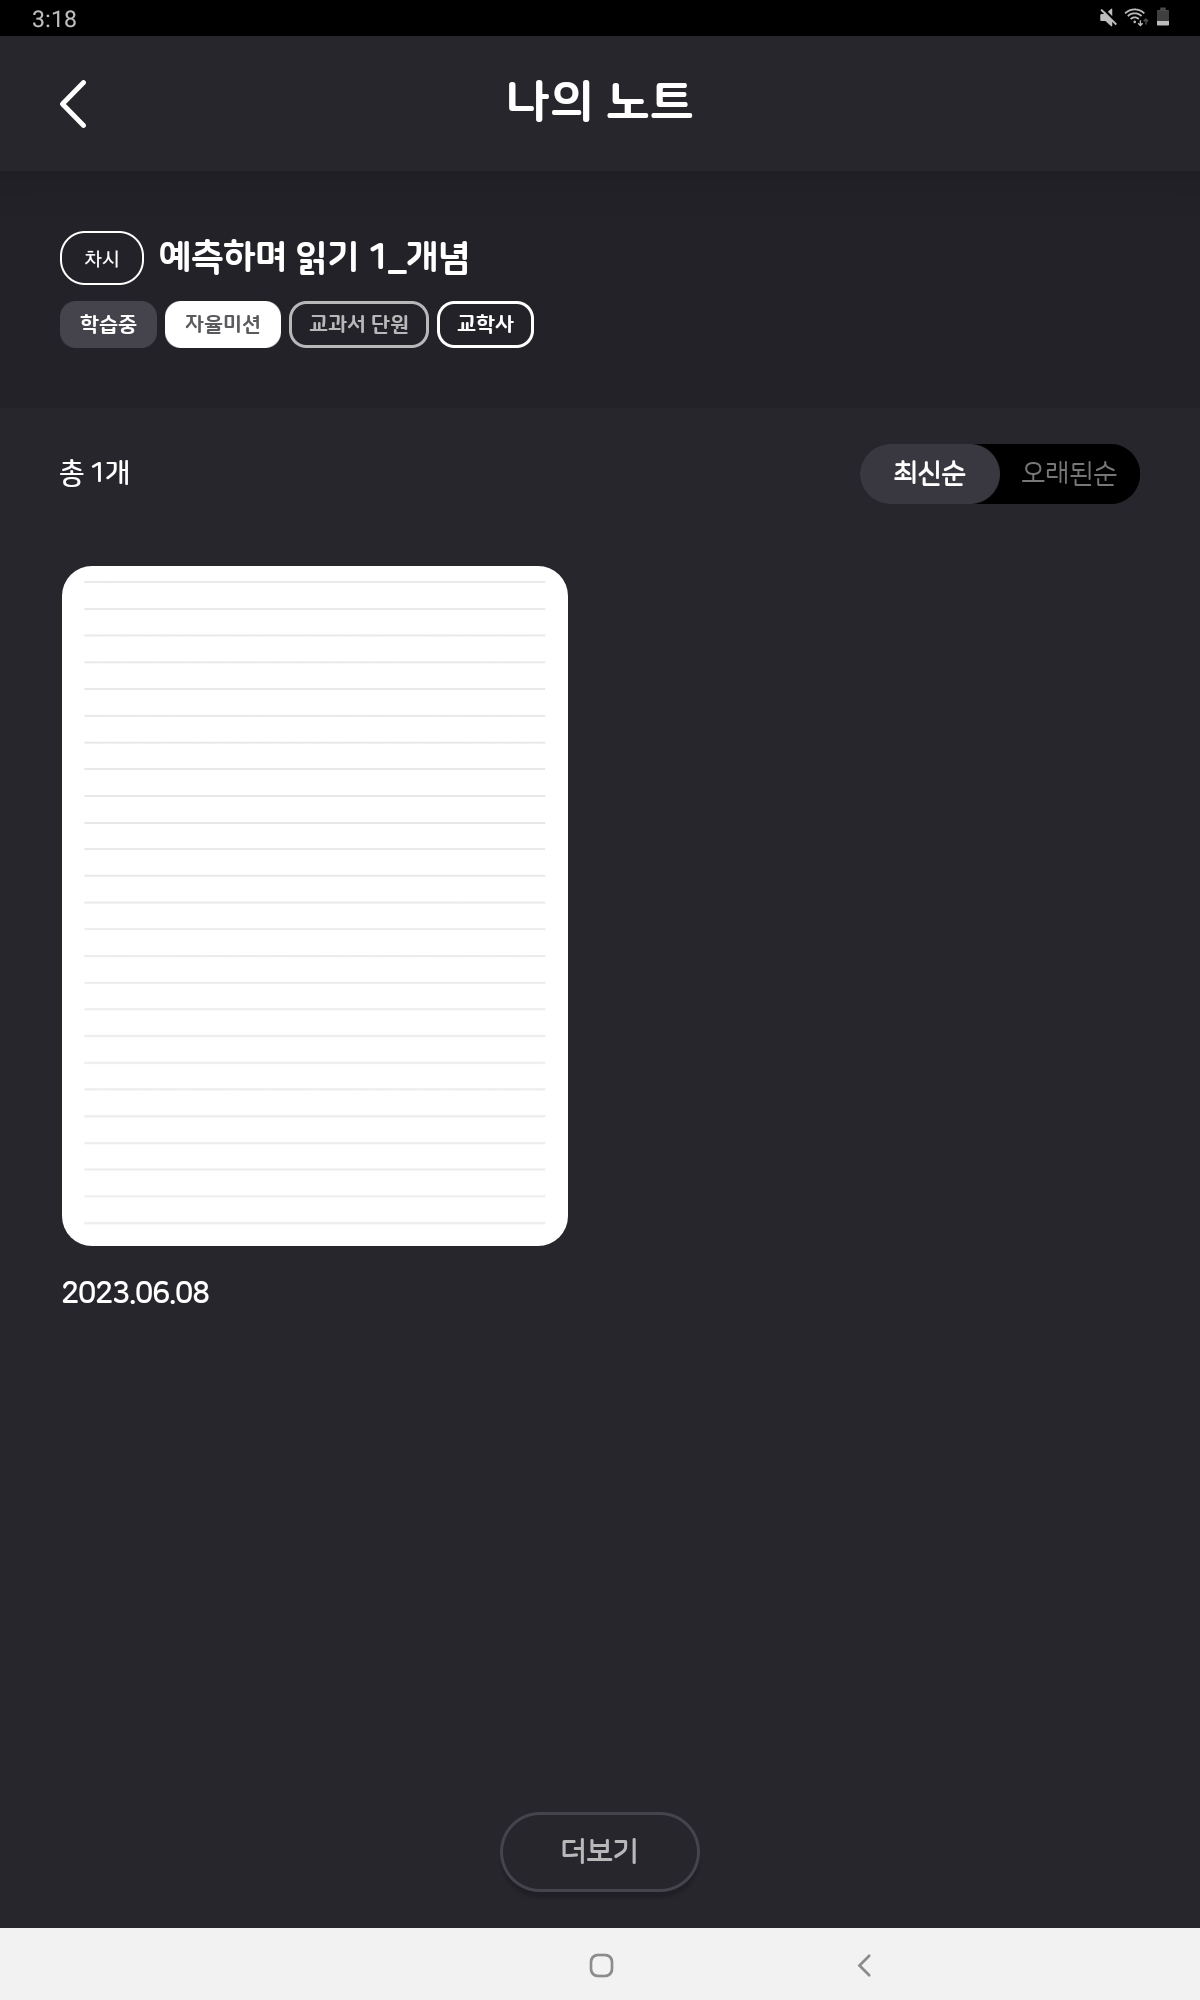 3:18
나의 노트
차시 예측하며 읽기 1_개념
학습중 자율미션 교과서 단원 교학사
총 1개 최신순 오래된순
2023.06.08
더보기